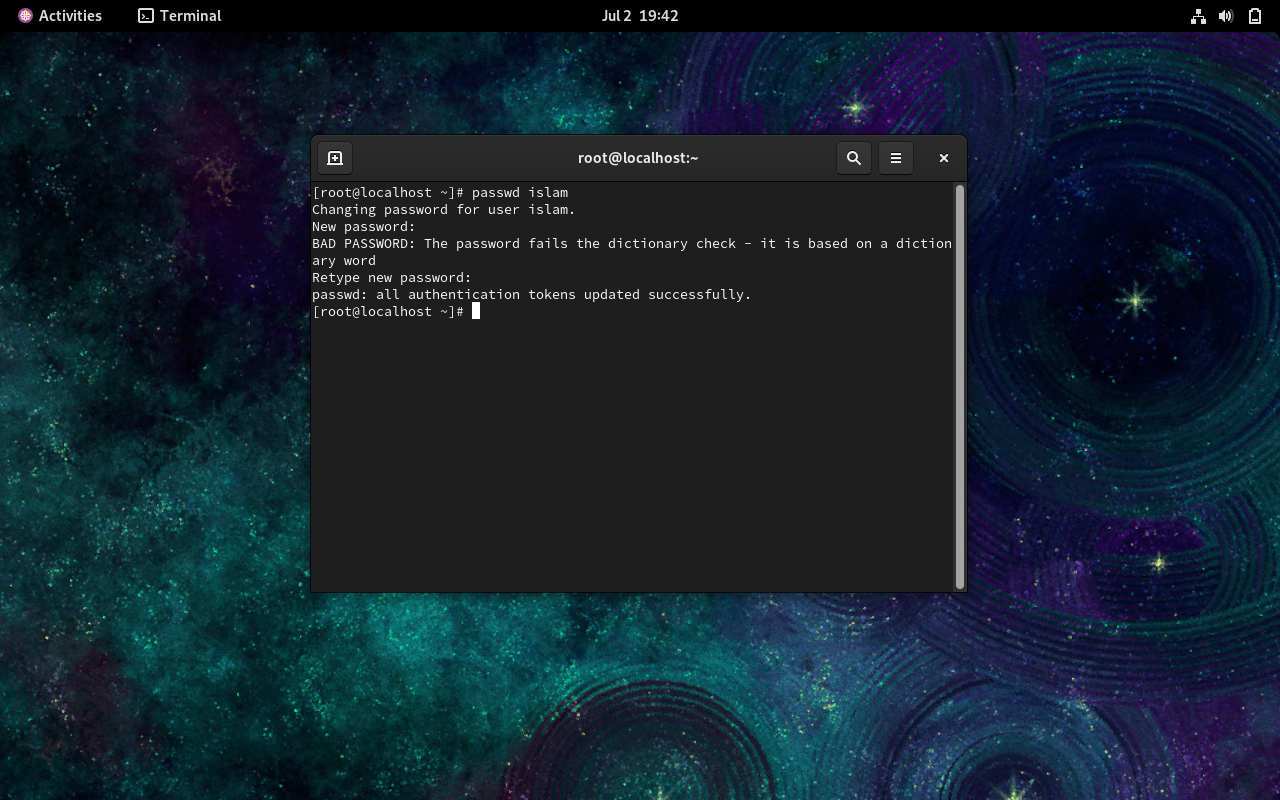 Activities Terminal Jul 2 19:42
root@localhost:~
[root@localhost ~]# passwd islam
Changing password for user islam.
New password:
BAD PASSWORD: The password fails the dictionary check - it is based on a diction
ary word
Retype new password:
passwd: all authentication tokens updated successfully.
[root@localhost ~]#